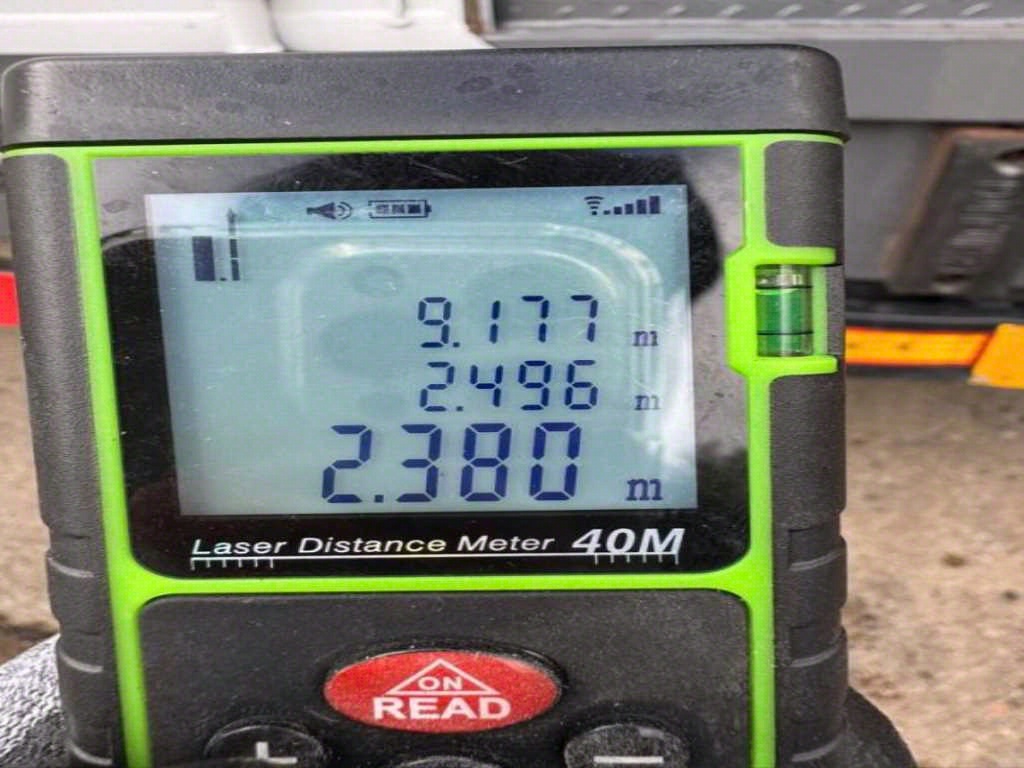 9.177 m
2.496 m
2.380 m
Laser Distance Meter 40M
ON
READ